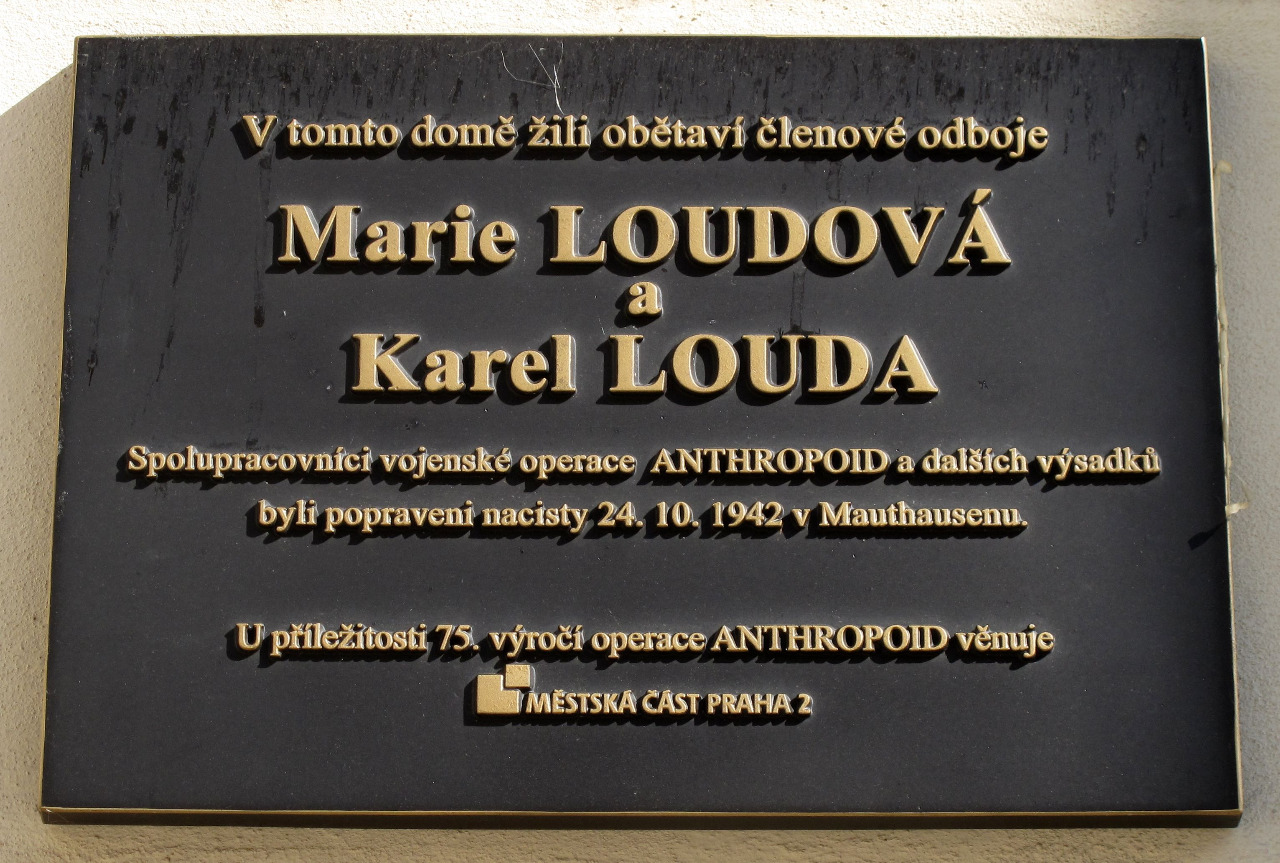 V tomto domě žili obětaví členové odboje
Marie LOUDOVÁ
a
Karel LOUDA
Spolupracovníci vojenské operace ANTHROPOID a dalších výsadků
byli popraveni nacisty 24. 10. 1942 v Mauthausenu.
U příležitosti 75. výročí operace ANTHROPOID věnuje
MĚSTSKÁ ČÁST PRAHA 2